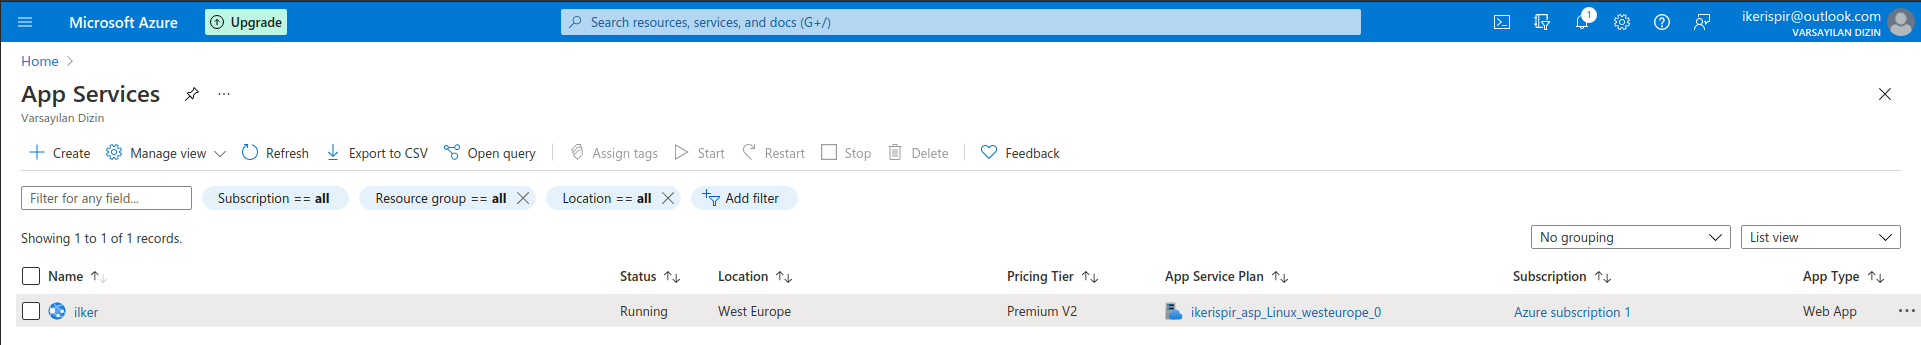 Microsoft Azure Upgrade Search resources, services, and docs (G+/) 1 ikerispir@outlook.com
VARSAYILAN DIZIN
Home
App Services ...
Varsayılan Dizin
Create Manage view Refresh Export to CSV Open query Assign tags Start Restart Stop Delete Feedback
Filter for any field... Subscription == all Resource group == all Location == all Add filter
Showing 1 to 1 of 1 records. No grouping List view
Name Status Location Pricing Tier App Service Plan Subscription App Type
ilker Running West Europe Premium V2 ikerispir_asp_Linux_westeurope_0 Azure subscription 1 Web App ...